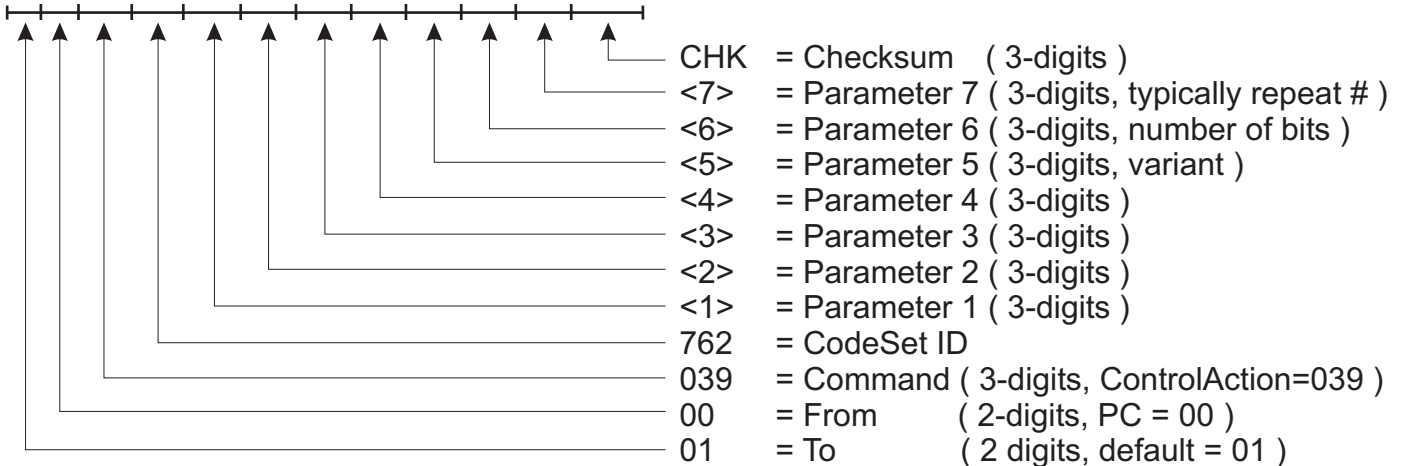 CHK = Checksum ( 3-digits )
<7> = Parameter 7 ( 3-digits, typically repeat # )
<6> = Parameter 6 ( 3-digits, number of bits )
<5> = Parameter 5 ( 3-digits, variant )
<4> = Parameter 4 ( 3-digits )
<3> = Parameter 3 ( 3-digits )
<2> = Parameter 2 ( 3-digits )
<1> = Parameter 1 ( 3-digits )
762 = CodeSet ID
039 = Command ( 3-digits, ControlAction=039 )
00 = From ( 2-digits, PC = 00 )
01 = To ( 2 digits, default = 01 )